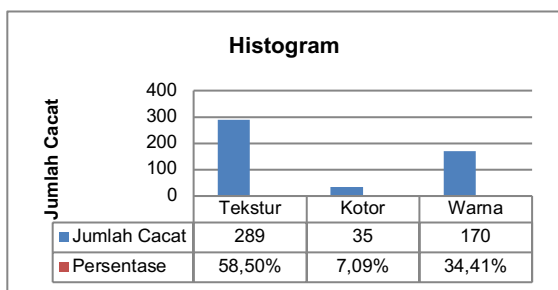 Histogram
Jumlah Cacat
400
300
200
100
0
Tekstur Kotor Warna
Jumlah Cacat 289 35 170
Persentase 58,50% 7,09% 34,41%